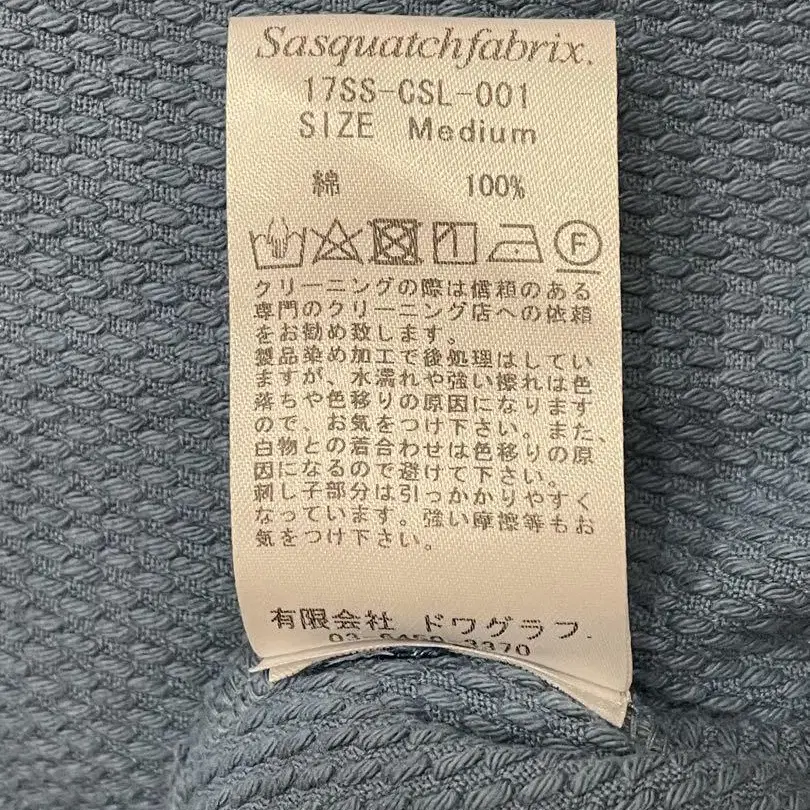 Sasquatchfabrix.
17SS-CSL-001
SIZE Medium
綿 100%
F
クリーニングの際は信頼のある
専門のクリーニング店への依頼
をお勧め致します。
製品染め加工で後処理はしてい
ますが、水濡れや強い擦れは色
落ちや色移りの原因になります
ので、お気をつけ下さい。また、
白物との着合わせは色移りの原
因になるので避けて下さい。
刺し子部分は引っかかりやすく
なっています。強い摩擦等もお
気をつけ下さい。
有限会社 ドワグラフ.